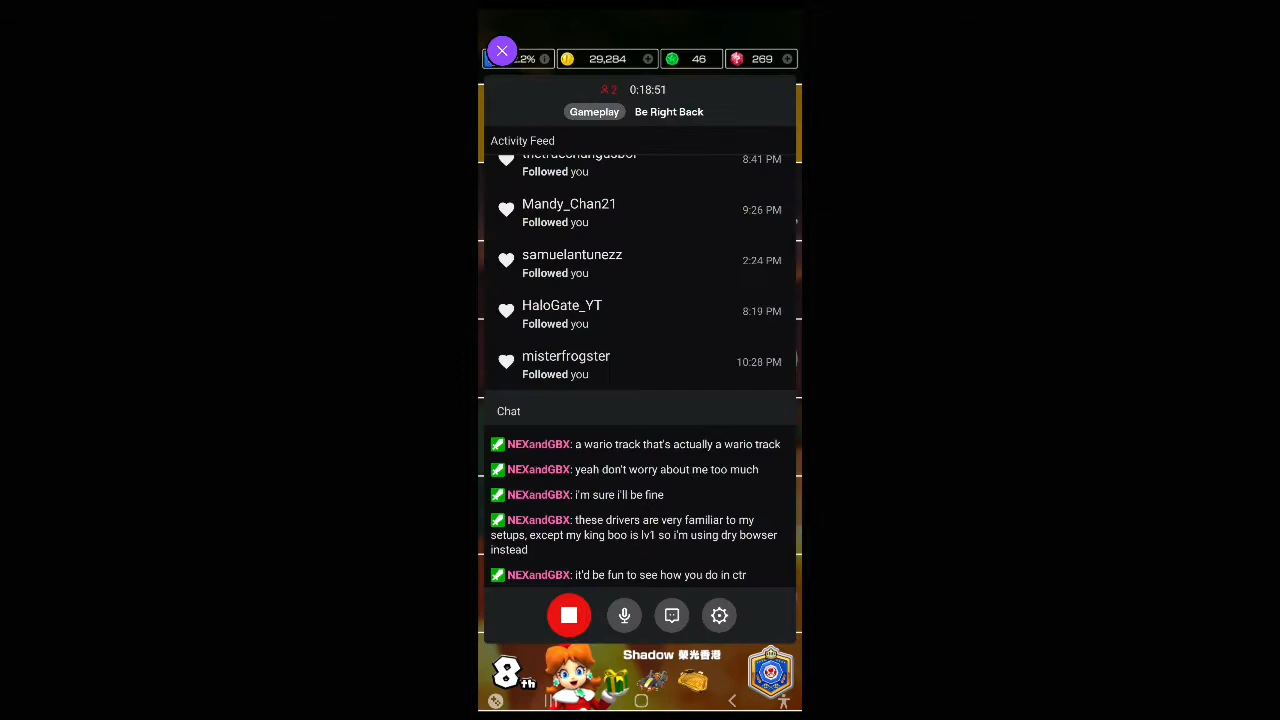 .2% 29,284 46 269
2 0:18:51
Gameplay Be Right Back
Activity Feed
8:41 PM
Followed you
Mandy_Chan21 9:26 PM
Followed you
samuelantunezz 2:24 PM
Followed you
HaloGate_YT 8:19 PM
Followed you
misterfrogster 10:28 PM
Followed you
Chat
NEXandGBX: a wario track that's actually a wario track
NEXandGBX: yeah don't worry about me too much
NEXandGBX: i'm sure i'll be fine
NEXandGBX: these drivers are very familiar to my
setups, except my king boo is lv1 so i'm using dry bowser
instead
NEXandGBX: it'd be fun to see how you do in ctr
Shadow 榮光香港
8th